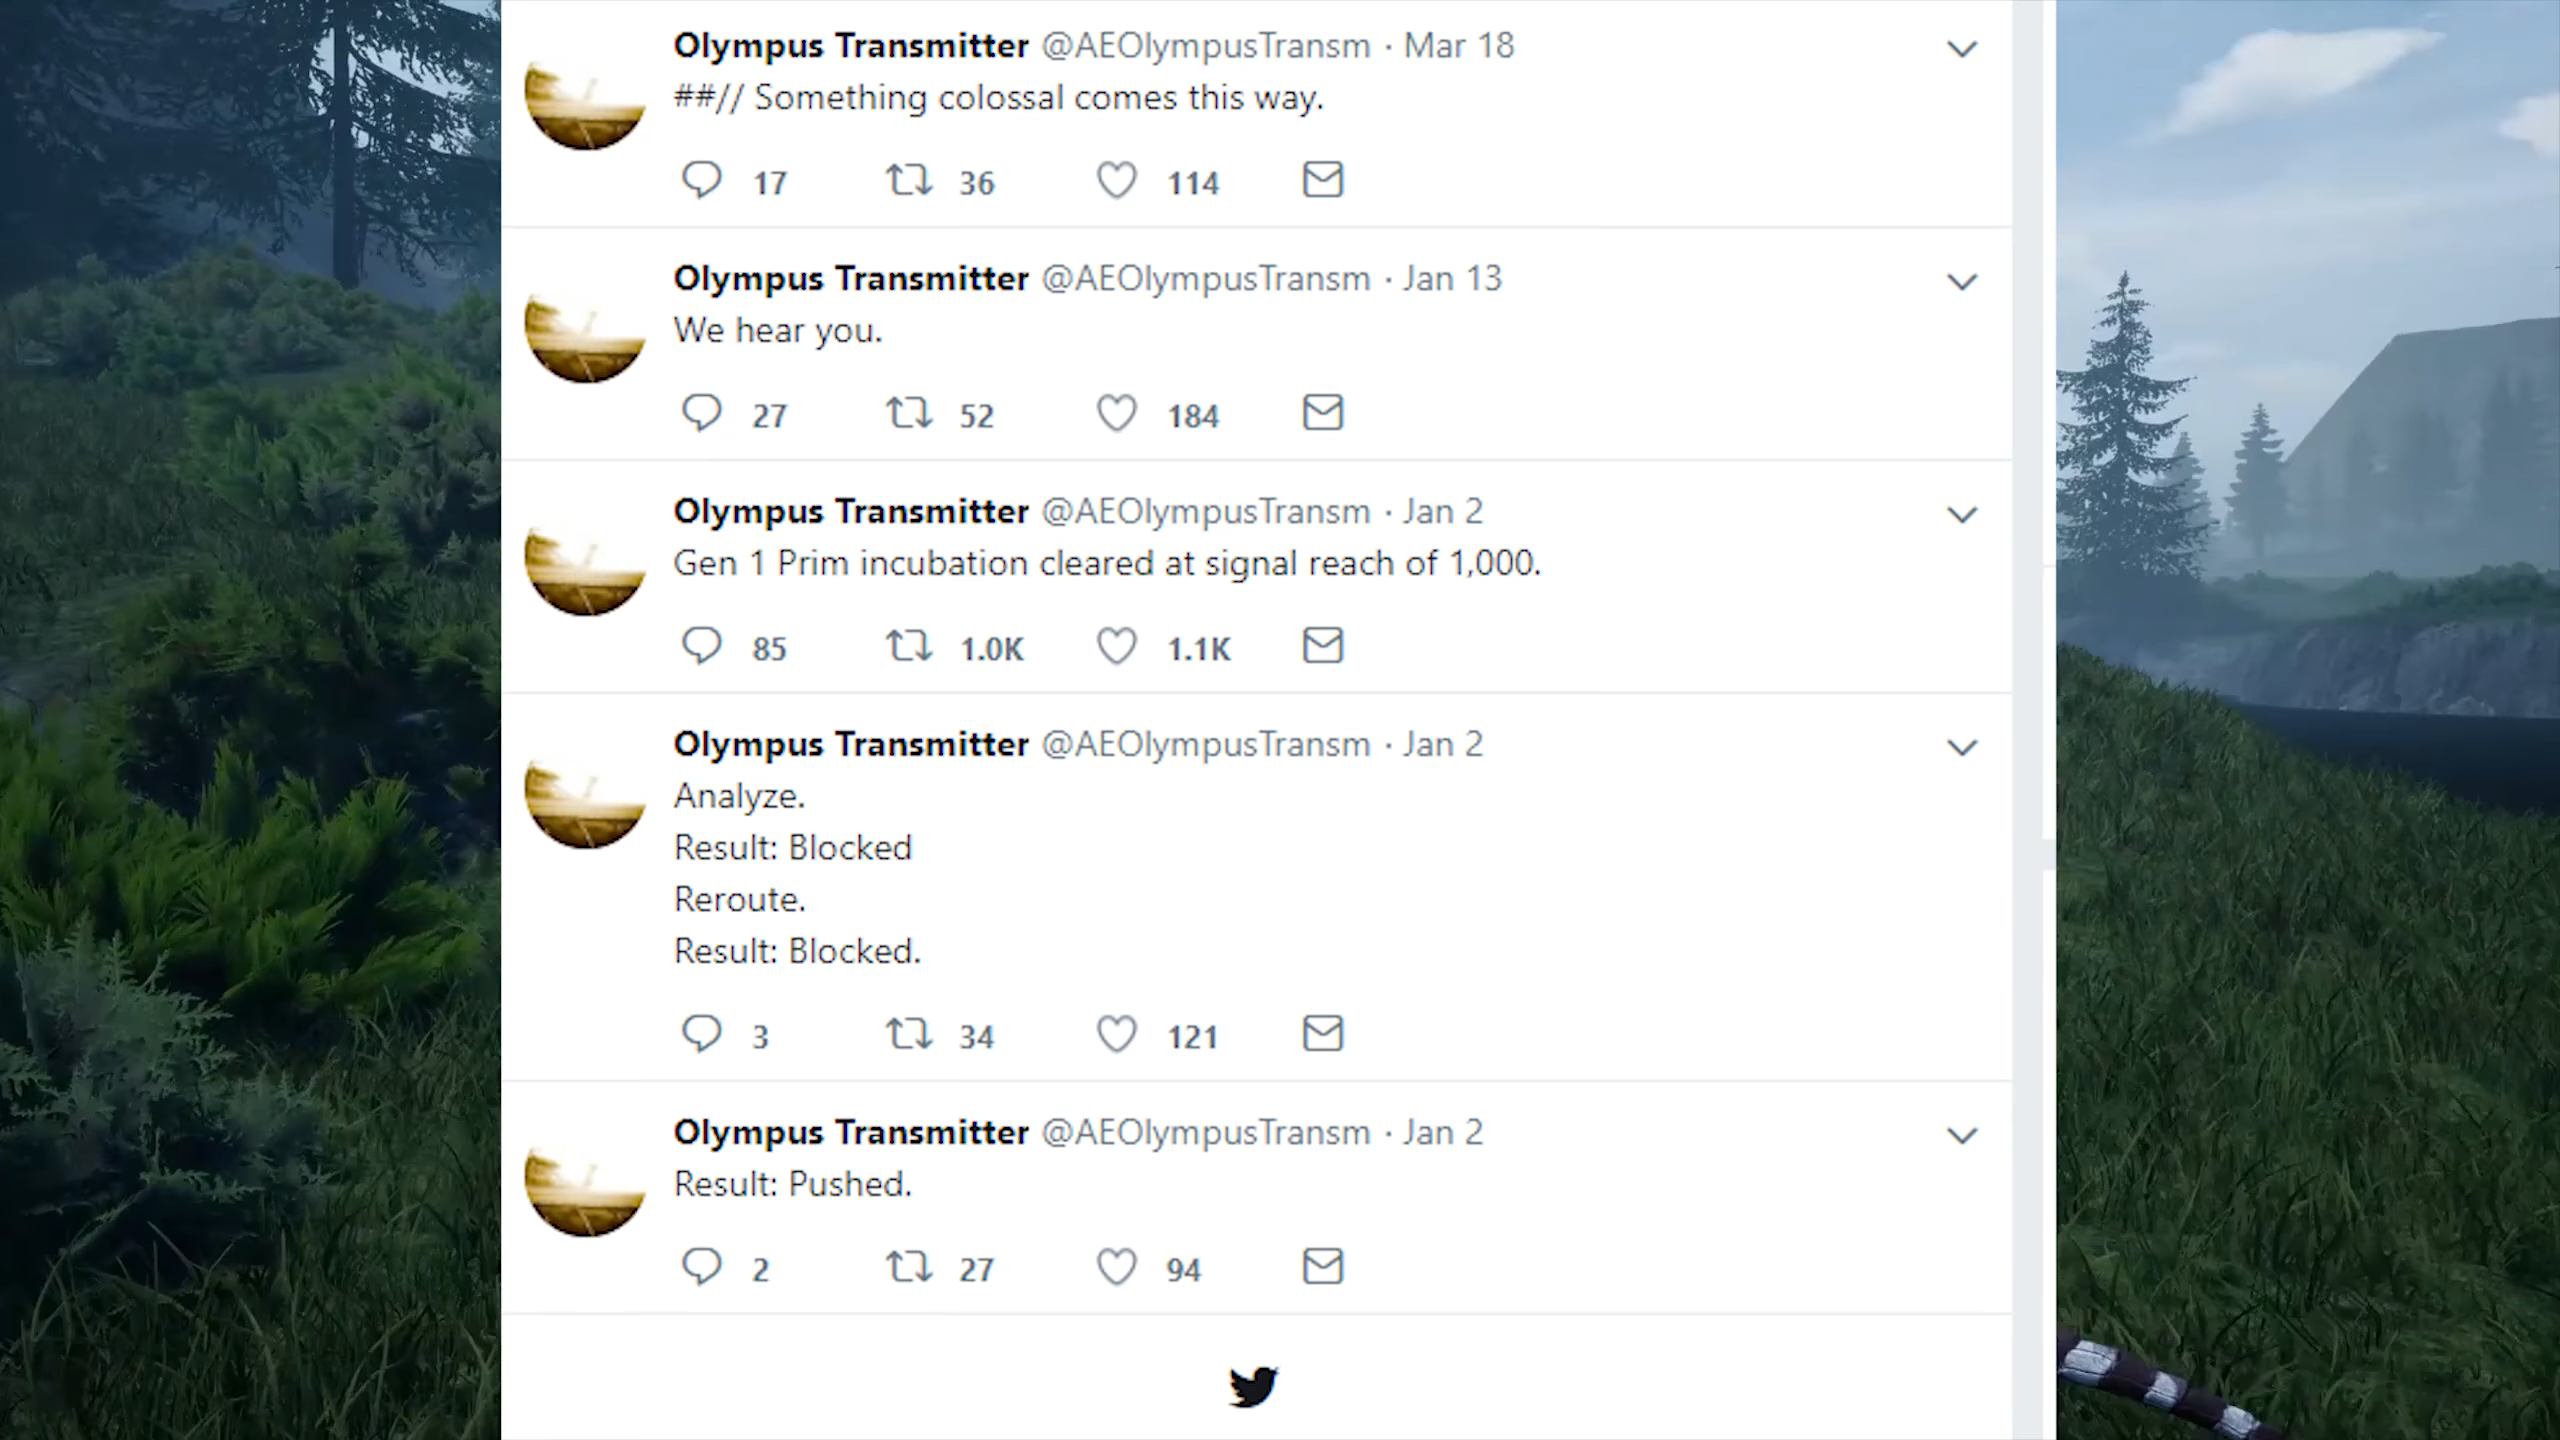 Olympus Transmitter @AEOlympusTransm · Mar 18
##// Something colossal comes this way.
17 36 114
Olympus Transmitter @AEOlympusTransm · Jan 13
We hear you.
27 52 184
Olympus Transmitter @AEOlympusTransm · Jan 2
Gen 1 Prim incubation cleared at signal reach of 1,000.
85 1.0K 1.1K
Olympus Transmitter @AEOlympusTransm · Jan 2
Analyze.
Result: Blocked
Reroute.
Result: Blocked.
3 34 121
Olympus Transmitter @AEOlympusTransm · Jan 2
Result: Pushed.
2 27 94